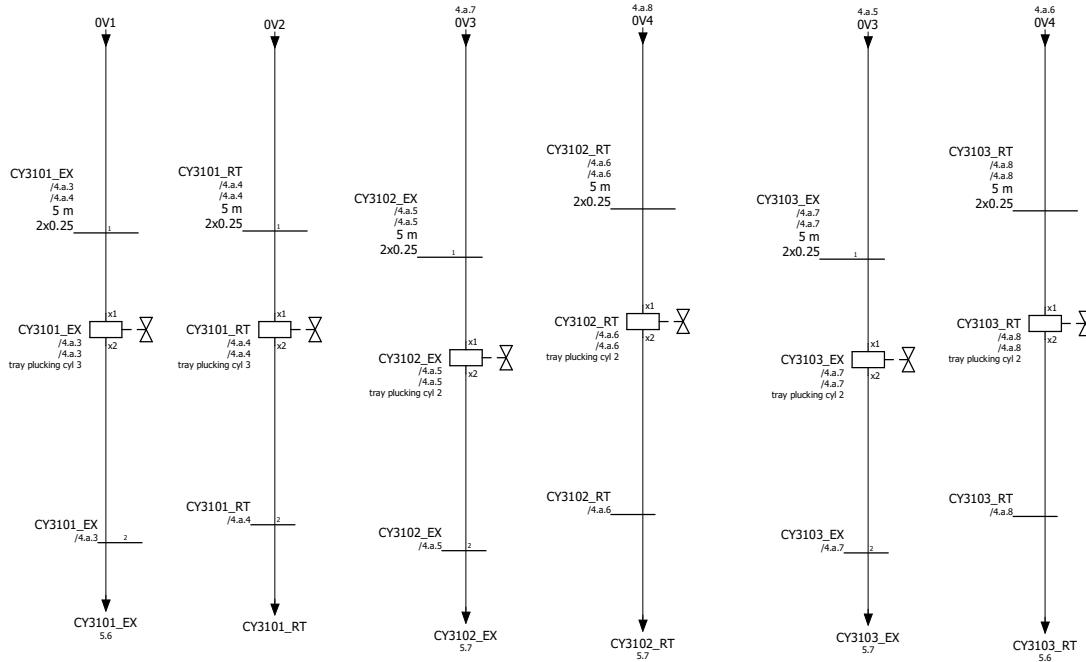 0V1
CY3101_EX
/4.a.3
/4.a.4
5 m
2x0.25
1
x1
CY3101_EX
/4.a.3
/4.a.3
x2
tray plucking cyl 3
CY3101_EX
/4.a.3
2
CY3101_EX
5.6
0V2
CY3101_RT
/4.a.4
/4.a.4
5 m
2x0.25
1
x1
CY3101_RT
/4.a.4
/4.a.4
x2
tray plucking cyl 3
CY3101_RT
/4.a.4
2
CY3101_RT
4.a.7
0V3
CY3102_EX
/4.a.5
/4.a.5
5 m
2x0.25
1
x1
CY3102_EX
/4.a.5
/4.a.5
x2
tray plucking cyl 2
CY3102_EX
/4.a.5
2
CY3102_EX
5.7
4.a.8
0V4
CY3102_RT
/4.a.6
/4.a.6
5 m
2x0.25
x1
CY3102_RT
/4.a.6
/4.a.6
x2
tray plucking cyl 2
CY3102_RT
/4.a.6
CY3102_RT
5.7
4.a.5
0V3
CY3103_EX
/4.a.7
/4.a.7
5 m
2x0.25
1
x1
CY3103_EX
/4.a.7
/4.a.7
x2
tray plucking cyl 2
CY3103_EX
/4.a.7
2
CY3103_EX
5.7
4.a.6
0V4
CY3103_RT
/4.a.8
/4.a.8
5 m
2x0.25
x1
CY3103_RT
/4.a.8
/4.a.8
x2
tray plucking cyl 2
CY3103_RT
/4.a.8
CY3103_RT
5.6